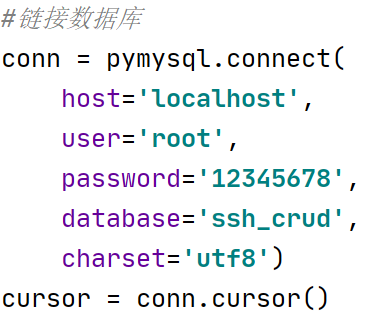 #链接数据库
conn = pymysql.connect(
    host='localhost',
    user='root',
    password='12345678',
    database='ssh_crud',
    charset='utf8')
cursor = conn.cursor()